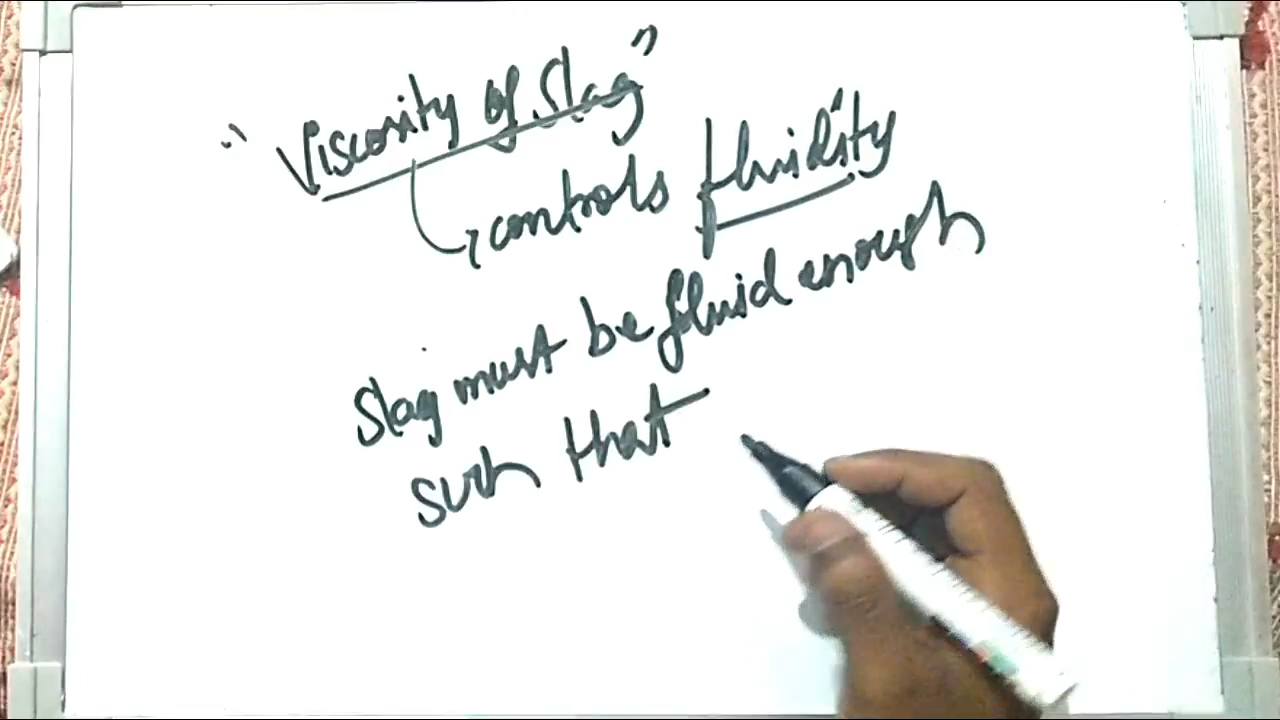 "Viscosity of Slag"
controls fluidity
Slag must be fluid enough
such that